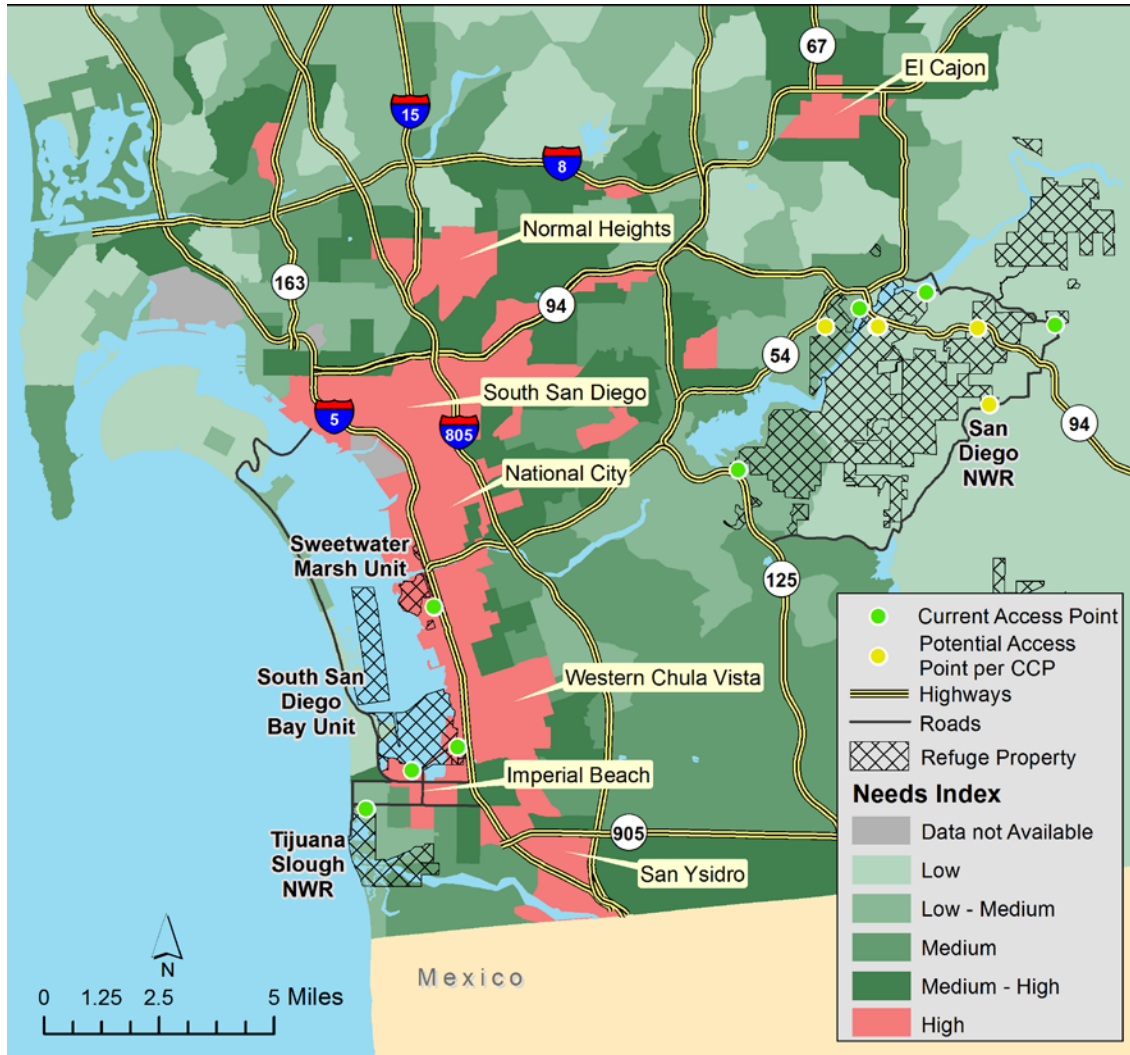 67
El Cajon
15
8
Normal Heights
163
94
54
South San Diego
5
805
San
Diego
NWR
94
National City
Sweetwater
Marsh Unit
125
South San
Diego
Bay Unit
Western Chula Vista
Imperial Beach
905
Tijuana
Slough
NWR
San Ysidro
N
Mexico
0 1.25 2.5 5 Miles
Current Access Point
Potential Access
Point per CCP
Highways
Roads
Refuge Property
Needs Index
Data not Available
Low
Low - Medium
Medium
Medium - High
High